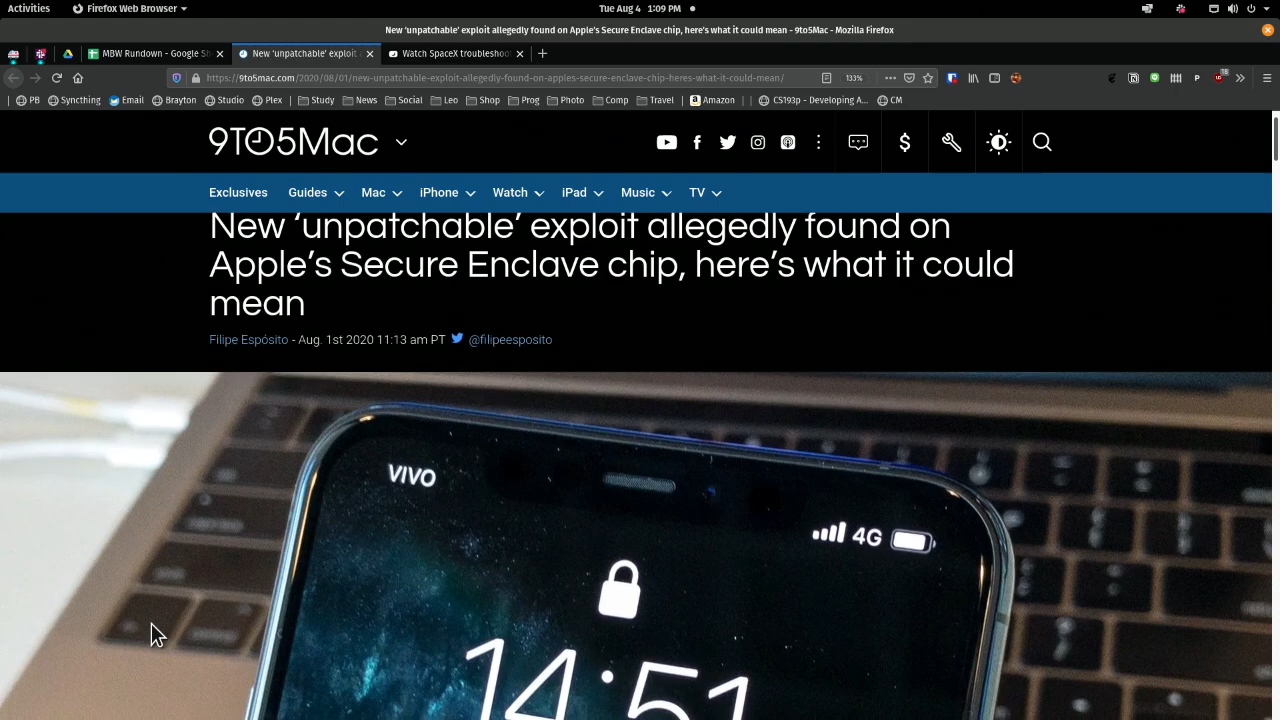 Activities
Firefox Web Browser
Tue Aug 4 1:09 PM
New 'unpatchable' exploit allegedly found on Apple's Secure Enclave chip, here's what it could mean - 9to5Mac - Mozilla Firefox
MBW Rundown - Google Sh
New 'unpatchable' exploit a
Watch SpaceX troubleshoot
https://9to5mac.com/2020/08/01/new-unpatchable-exploit-allegedly-found-on-apples-secure-enclave-chip-heres-what-it-could-mean/
133%
18
PB Syncthing Email Brayton Studio Plex Study News Social Leo Shop Prog Photo Comp Travel Amazon CS193p - Developing A... CM
9TO5Mac
Exclusives Guides Mac iPhone Watch iPad Music TV
New ‘unpatchable’ exploit allegedly found on
Apple’s Secure Enclave chip, here’s what it could
mean
Filipe Espósito - Aug. 1st 2020 11:13 am PT @filipeesposito
VIVO
4G
14:51